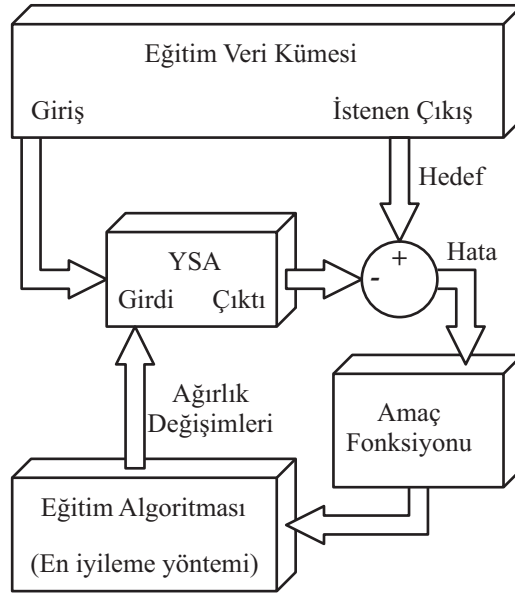 Eğitim Veri Kümesi
Giriş
İstenen Çıkış
Hedef
YSA
Girdi Çıktı
+
-
Hata
Ağırlık
Değişimleri
Amaç
Fonksiyonu
Eğitim Algoritması
(En iyileme yöntemi)